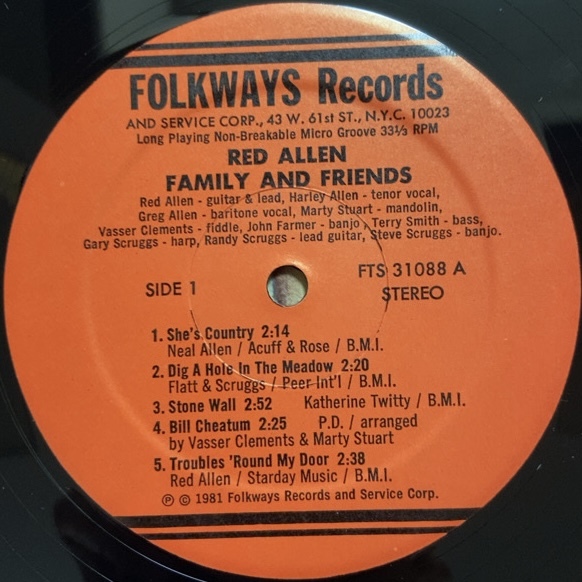 FOLKWAYS Records
AND SERVICE CORP., 43 W. 61st ST., N.Y.C. 10023
Long Playing Non-Breakable Micro Groove 33⅓ RPM
RED ALLEN
FAMILY AND FRIENDS
Red Allen - guitar & lead, Harley Allen - tenor vocal,
Greg Allen - baritone vocal, Marty Stuart - mandolin,
Vasser Clements - fiddle, John Farmer - banjo, Terry Smith - bass,
Gary Scruggs - harp, Randy Scruggs - lead guitar, Steve Scruggs - banjo.
SIDE 1
FTS 31088 A
STEREO
1. She's Country 2:14
Neal Allen / Acuff & Rose / B.M.I.
2. Dig A Hole In The Meadow 2:20
Flatt & Scruggs / Peer Int'l / B.M.I.
3. Stone Wall 2:52 Katherine Twitty / B.M.I.
4. Bill Cheatum 2:25 P.D. / arranged
by Vasser Clements & Marty Stuart
5. Troubles 'Round My Door 2:38
Red Allen / Starday Music / B.M.I.
℗ © 1981 Folkways Records and Service Corp.